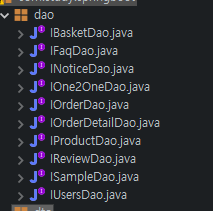 dao
IBasketDao.java
IFaqDao.java
INoticeDao.java
IOne2OneDao.java
IOrderDao.java
IOrderDetailDao.java
IProductDao.java
IReviewDao.java
ISampleDao.java
IUsersDao.java